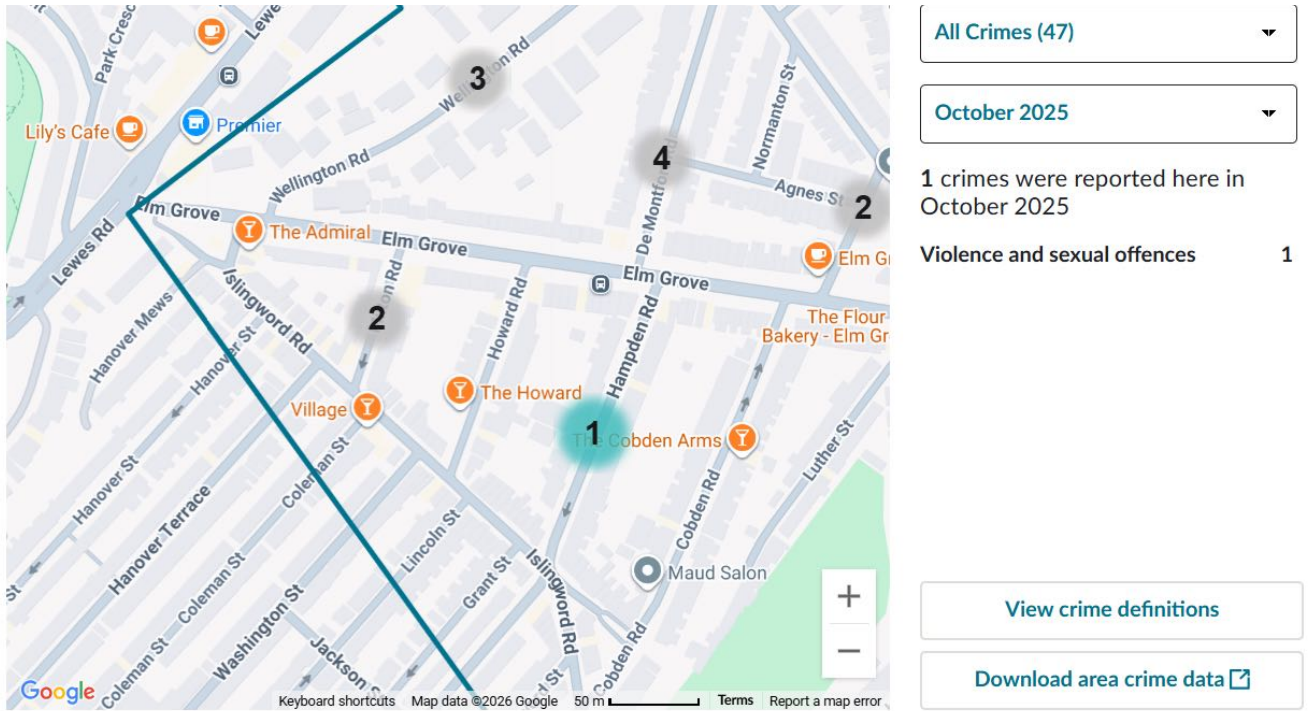 Park Cresc
Lewe
3
Wellington Rd
Lily's Cafe
Premier
Normanton St
4
Wellington Rd
De Montfort Rd
Agnes St
2
Elm Grove
The Admiral
Elm Grove
Elm Gr
Lewes Rd
Elm Grove
Islingword Rd
2
on Rd
Howard Rd
Hampden Rd
The Flour
Bakery - Elm Gr
Hanover Mews
Hanover St
The Howard
Village
1
The Cobden Arms
Luther St
Hanover St
Coleman St
Hanover Terrace
Lincoln St
Cobden Rd
Islingword Rd
Maud Salon
Grant St
St
Coleman St
Washington St
Jackson
d St
Cobden Rd
Coleman St
Google
Keyboard shortcuts
Map data ©2026 Google
50 m
Terms
Report a map error
All Crimes (47)
October 2025
1 crimes were reported here in
October 2025
Violence and sexual offences 1
View crime definitions
Download area crime data